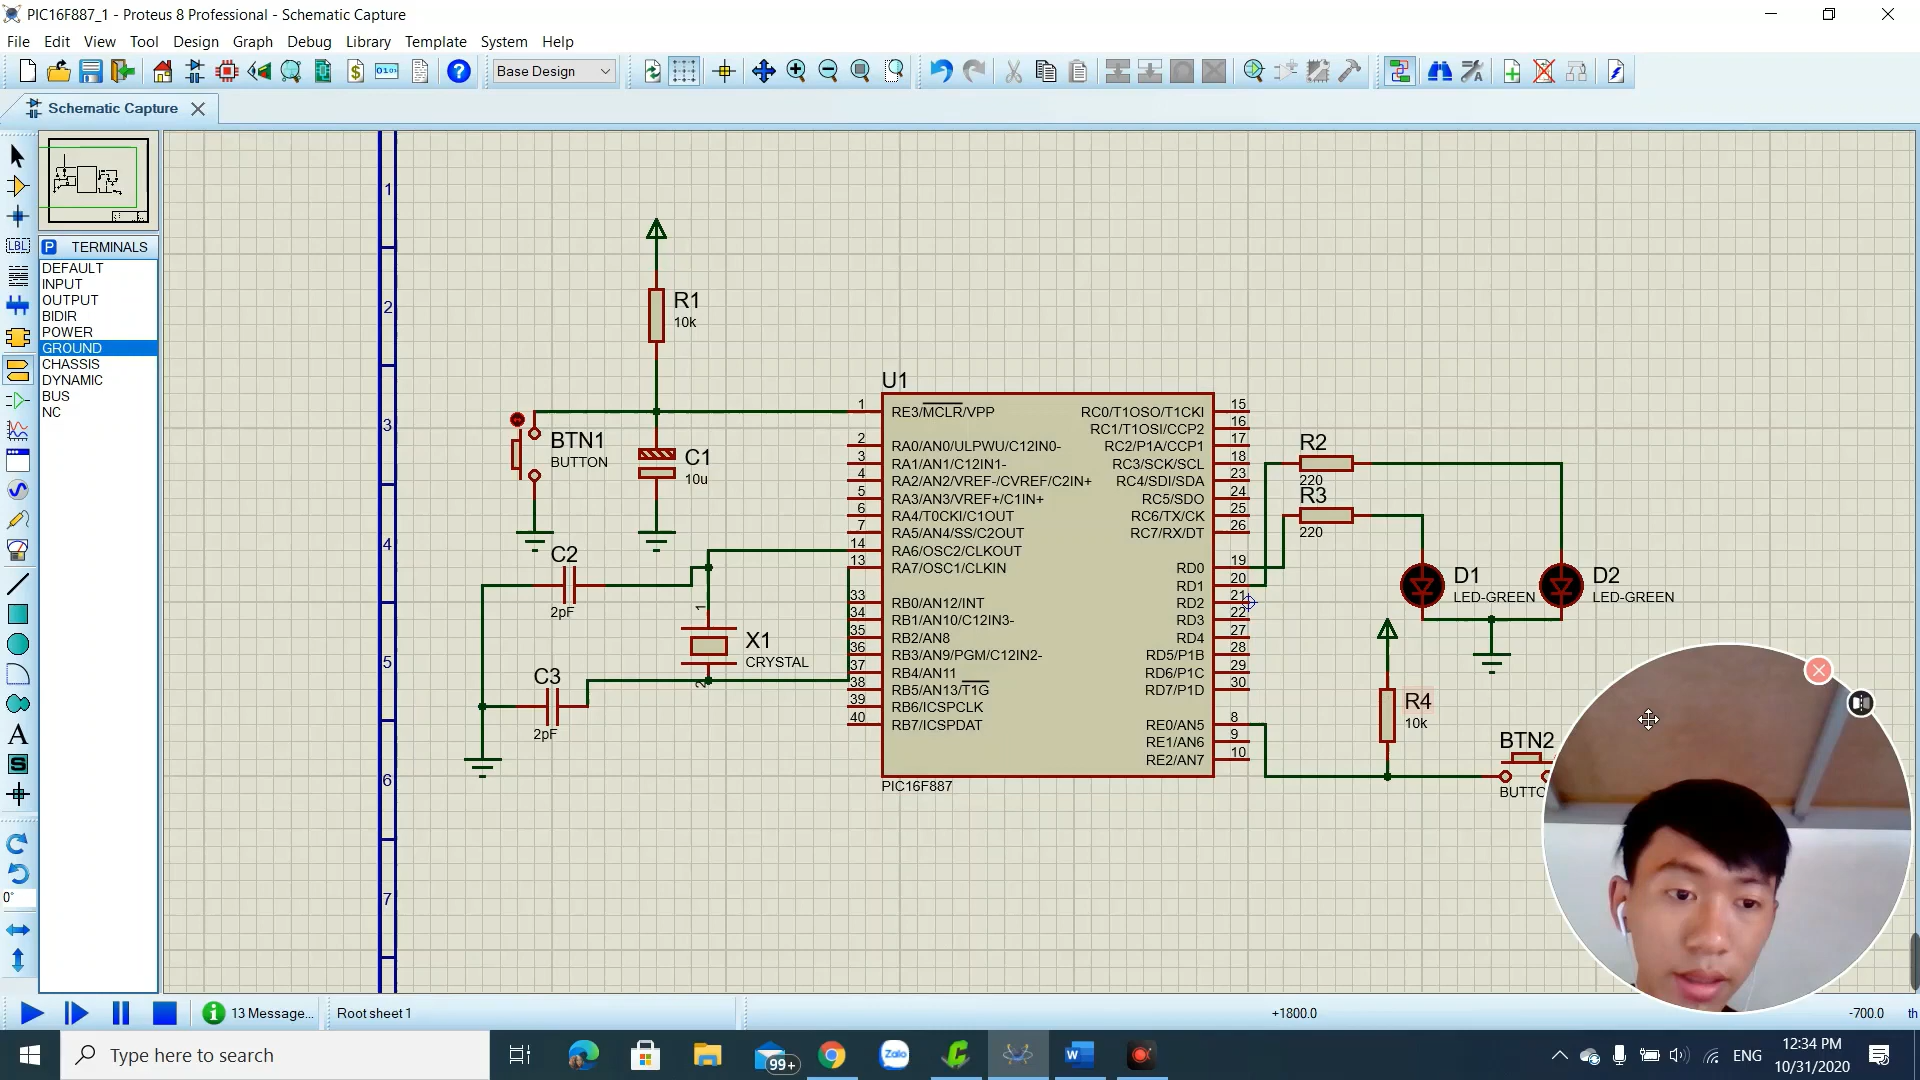 PIC16F887_1 - Proteus 8 Professional - Schematic Capture
File Edit View Tool Design Graph Debug Library Template System Help
Base Design
Schematic Capture
P TERMINALS
DEFAULT
INPUT
OUTPUT
BIDIR
POWER
GROUND
CHASSIS
DYNAMIC
BUS
NC
LBL
A
S
0°
1
2
3
4
5
6
7
R1
10k
BTN1
BUTTON
C1
10u
C2
2pF
C3
2pF
1
X1
CRYSTAL
2
U1
1 RE3/MCLR/VPP
2 RA0/AN0/ULPWU/C12IN0-
3 RA1/AN1/C12IN1-
4 RA2/AN2/VREF-/CVREF/C2IN+
5 RA3/AN3/VREF+/C1IN+
6 RA4/T0CKI/C1OUT
7 RA5/AN4/SS/C2OUT
14 RA6/OSC2/CLKOUT
13 RA7/OSC1/CLKIN
33 RB0/AN12/INT
34 RB1/AN10/C12IN3-
35 RB2/AN8
36 RB3/AN9/PGM/C12IN2-
37 RB4/AN11
38 RB5/AN13/T1G
39 RB6/ICSPCLK
40 RB7/ICSPDAT
RC0/T1OSO/T1CKI 15
RC1/T1OSI/CCP2 16
RC2/P1A/CCP1 17
RC3/SCK/SCL 18
RC4/SDI/SDA 23
RC5/SDO 24
RC6/TX/CK 25
RC7/RX/DT 26
RD0 19
RD1 20
RD2 21
RD3 22
RD4 27
RD5/P1B 28
RD6/P1C 29
RD7/P1D 30
RE0/AN5 8
RE1/AN6 9
RE2/AN7 10
PIC16F887
R2
220
R3
220
D1
LED-GREEN
D2
LED-GREEN
R4
10k
BTN2
BUTTO
13 Message...
Root sheet 1
+1800.0
-700.0
th
Type here to search
99+
Zalo
W
ENG
12:34 PM
10/31/2020